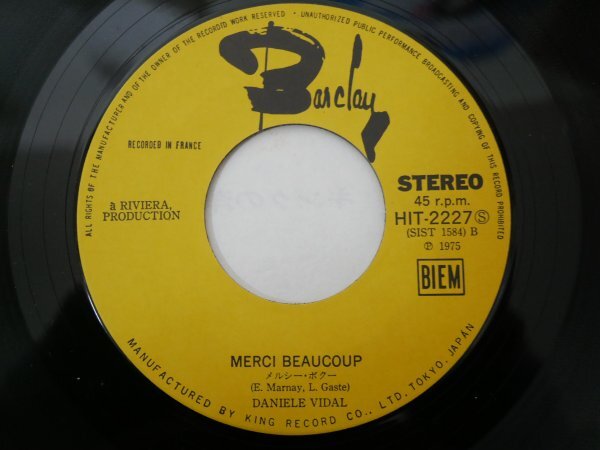 ALL RIGHTS OF THE MANUFACTURER AND OF THE OWNER OF THE RECORDED WORK RESERVED • UNAUTHORIZED PUBLIC PERFORMANCE BROADCASTING AND COPYING OF THIS RECORD PROHIBITED
Barclay
RECORDED IN FRANCE
à RIVIERA,
PRODUCTION
STEREO
45 r.p.m.
HIT-2227Ⓢ
(SIST 1584) B
Ⓟ 1975
BIEM
MERCI BEAUCOUP
メルシー・ボクー
(E. Marnay, L. Gaste)
DANIELE VIDAL
MANUFACTURED BY KING RECORD CO., LTD. TOKYO, JAPAN